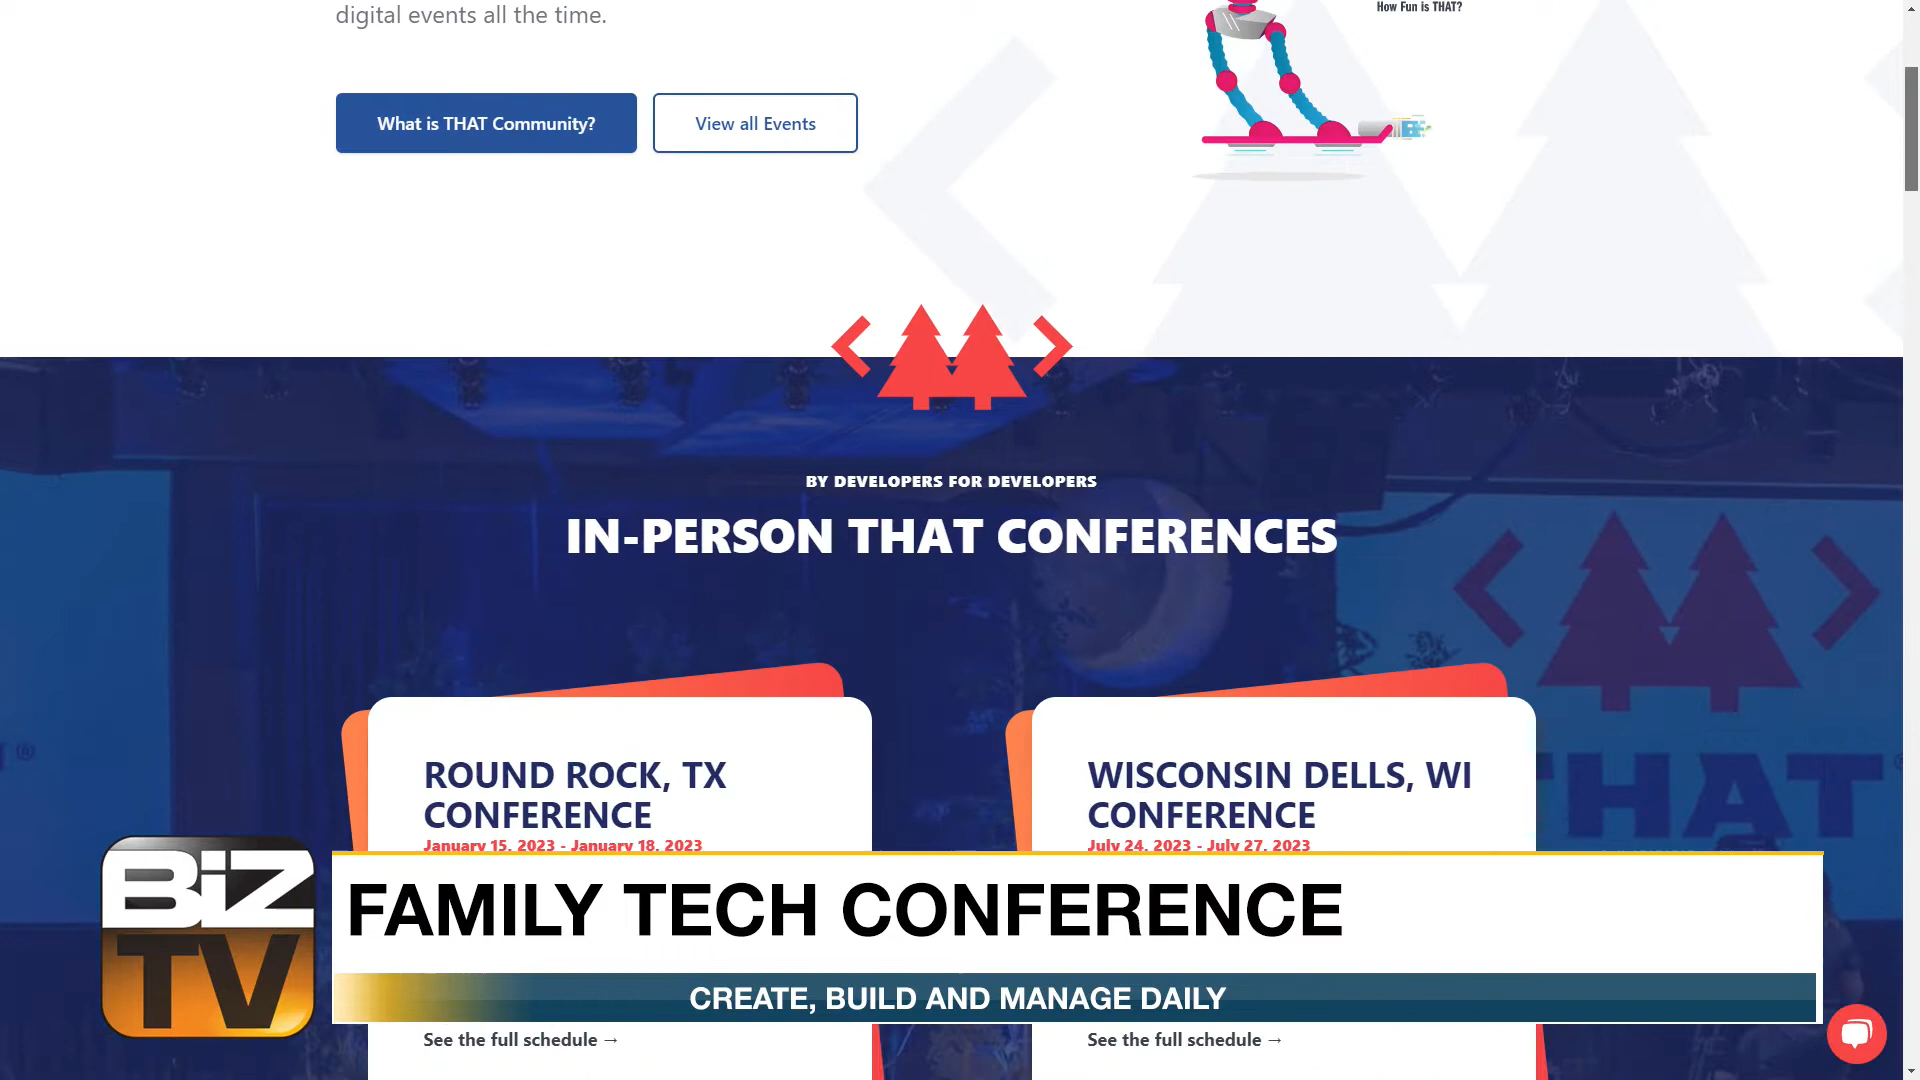 digital events all the time.
How Fun is THAT?
What is THAT Community?
View all Events
BY DEVELOPERS FOR DEVELOPERS
IN-PERSON THAT CONFERENCES
ROUND ROCK, TX
CONFERENCE
January 15, 2023 - January 18, 2023
WISCONSIN DELLS, WI
CONFERENCE
July 24, 2023 - July 27, 2023
THAT
®
BiZ
TV
FAMILY TECH CONFERENCE
CREATE, BUILD AND MANAGE DAILY
See the full schedule →
See the full schedule →